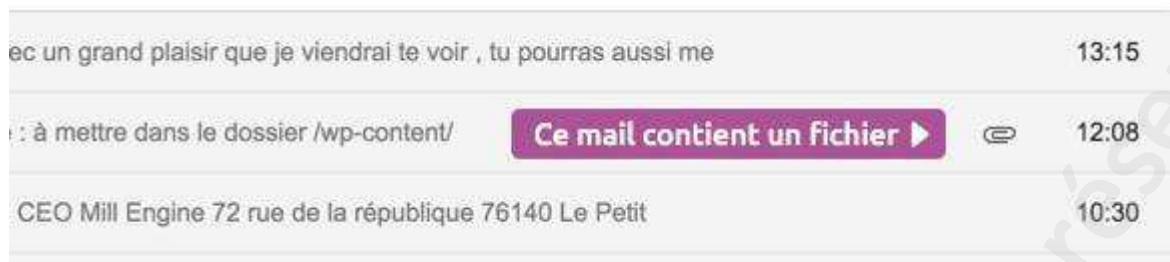 ec un grand plaisir que je viendrai te voir , tu pourras aussi me 13:15
: à mettre dans le dossier /wp-content/ Ce mail contient un fichier 12:08
CEO Mill Engine 72 rue de la république 76140 Le Petit 10:30